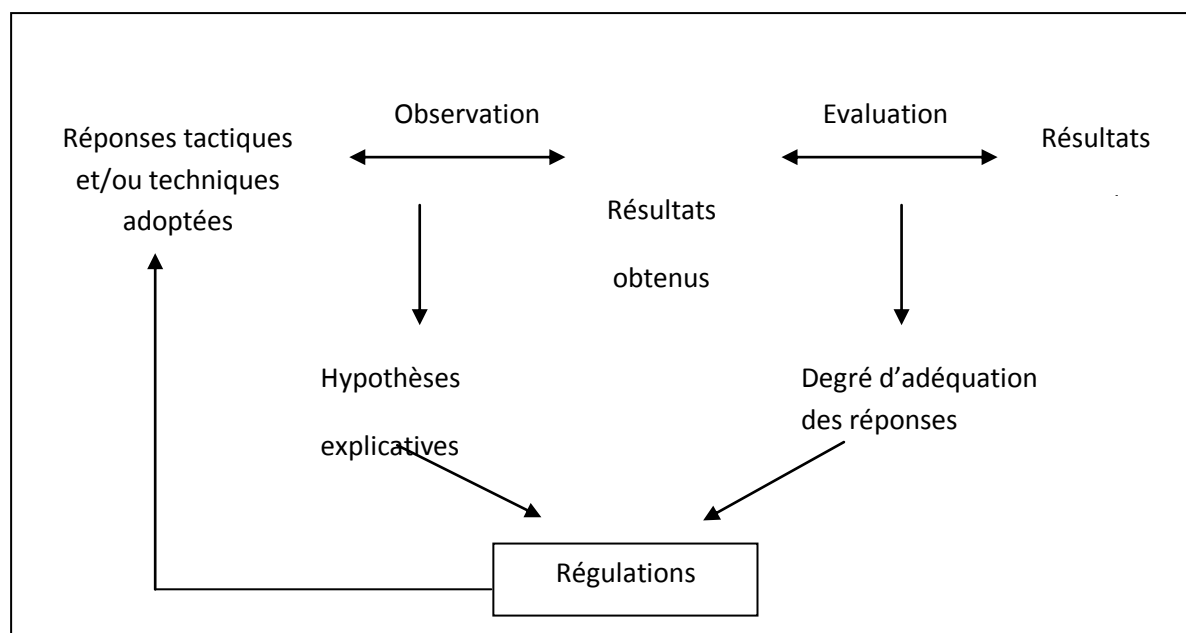 Observation
Evaluation
Réponses tactiques
et/ou techniques
adoptées
Résultats
Résultats
obtenus
Hypothèses
explicatives
Degré d’adéquation
des réponses
Régulations